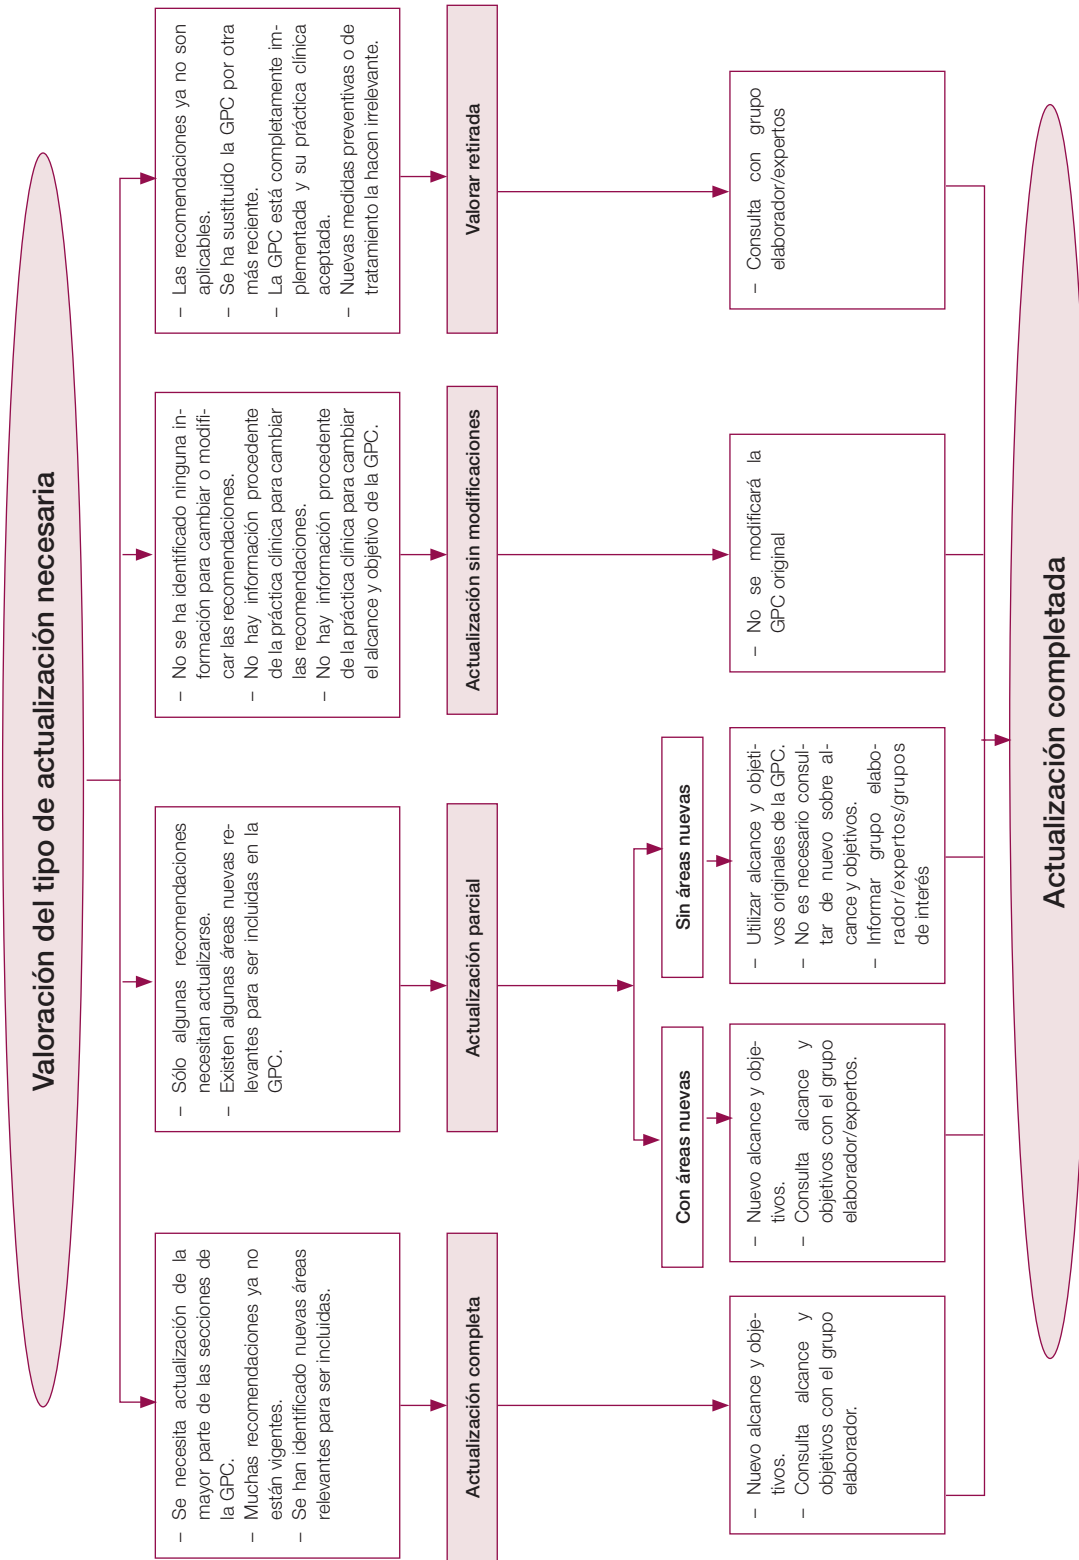 Valoración del tipo de actualización necesaria
– Se necesita actualización de la
mayor parte de las secciones de
la GPC.
– Muchas recomendaciones ya no
están vigentes.
– Se han identificado nuevas áreas
relevantes para ser incluidas.
– Sólo algunas recomendaciones
necesitan actualizarse.
– Existen algunas áreas nuevas re-
levantes para ser incluidas en la
GPC.
– No se ha identificado ninguna in-
formación para cambiar o modifi-
car las recomendaciones.
– No hay información procedente
de la práctica clínica para cambiar
las recomendaciones.
– No hay información procedente
de la práctica clínica para cambiar
el alcance y objetivo de la GPC.
– Las recomendaciones ya no son
aplicables.
– Se ha sustituido la GPC por otra
más reciente.
– La GPC está completamente im-
plementada y su práctica clínica
aceptada.
– Nuevas medidas preventivas o de
tratamiento la hacen irrelevante.
Actualización completa
Actualización parcial
Actualización sin modificaciones
Valorar retirada
Con áreas nuevas
Sin áreas nuevas
– Nuevo alcance y obje-
tivos.
– Consulta alcance y
objetivos con el grupo
elaborador.
– Nuevo alcance y obje-
tivos.
– Consulta alcance y
objetivos con el grupo
elaborador/expertos.
– Utilizar alcance y objeti-
vos originales de la GPC.
– No es necesario consul-
tar de nuevo sobre al-
cance y objetivos.
– Informar grupo elabo-
rador/expertos/grupos
de interés
– No se modificará la
GPC original
– Consulta con grupo
elaborador/expertos
Actualización completada